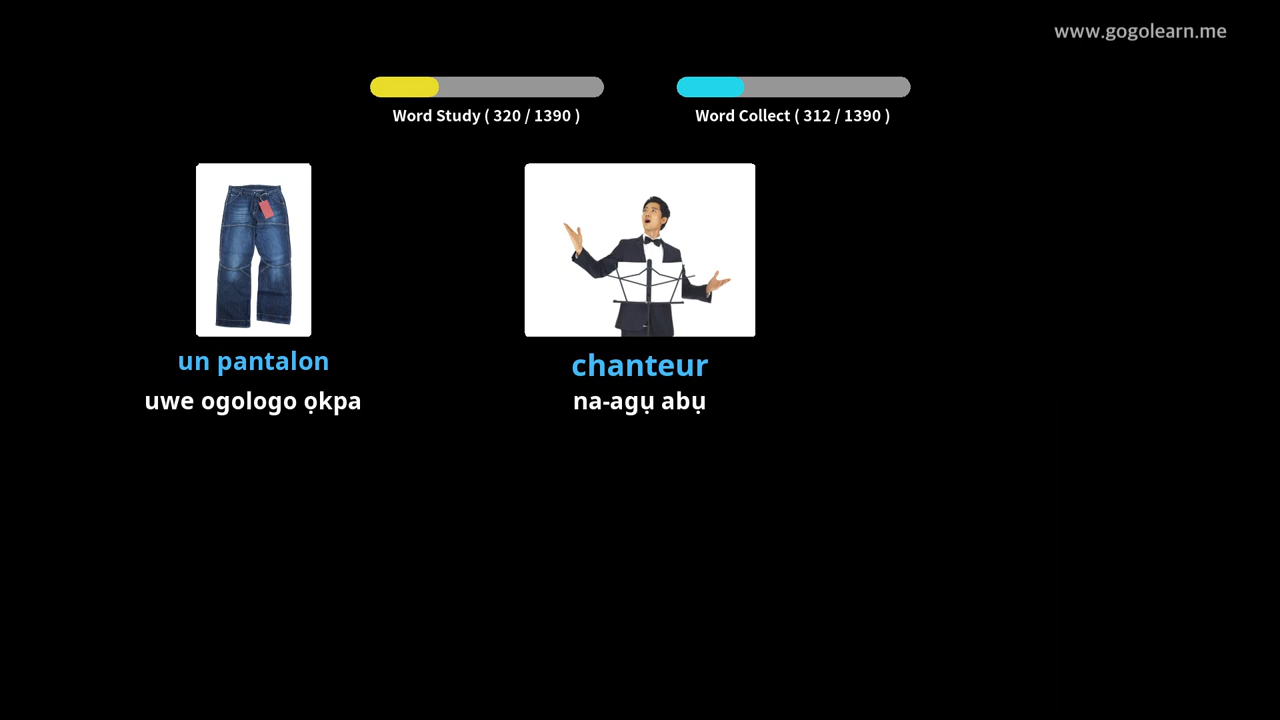 www.gogolearn.me
Word Study ( 320 / 1390 )
Word Collect ( 312 / 1390 )
un pantalon
uwe ogologo ọkpa
chanteur
na-agụ abụ